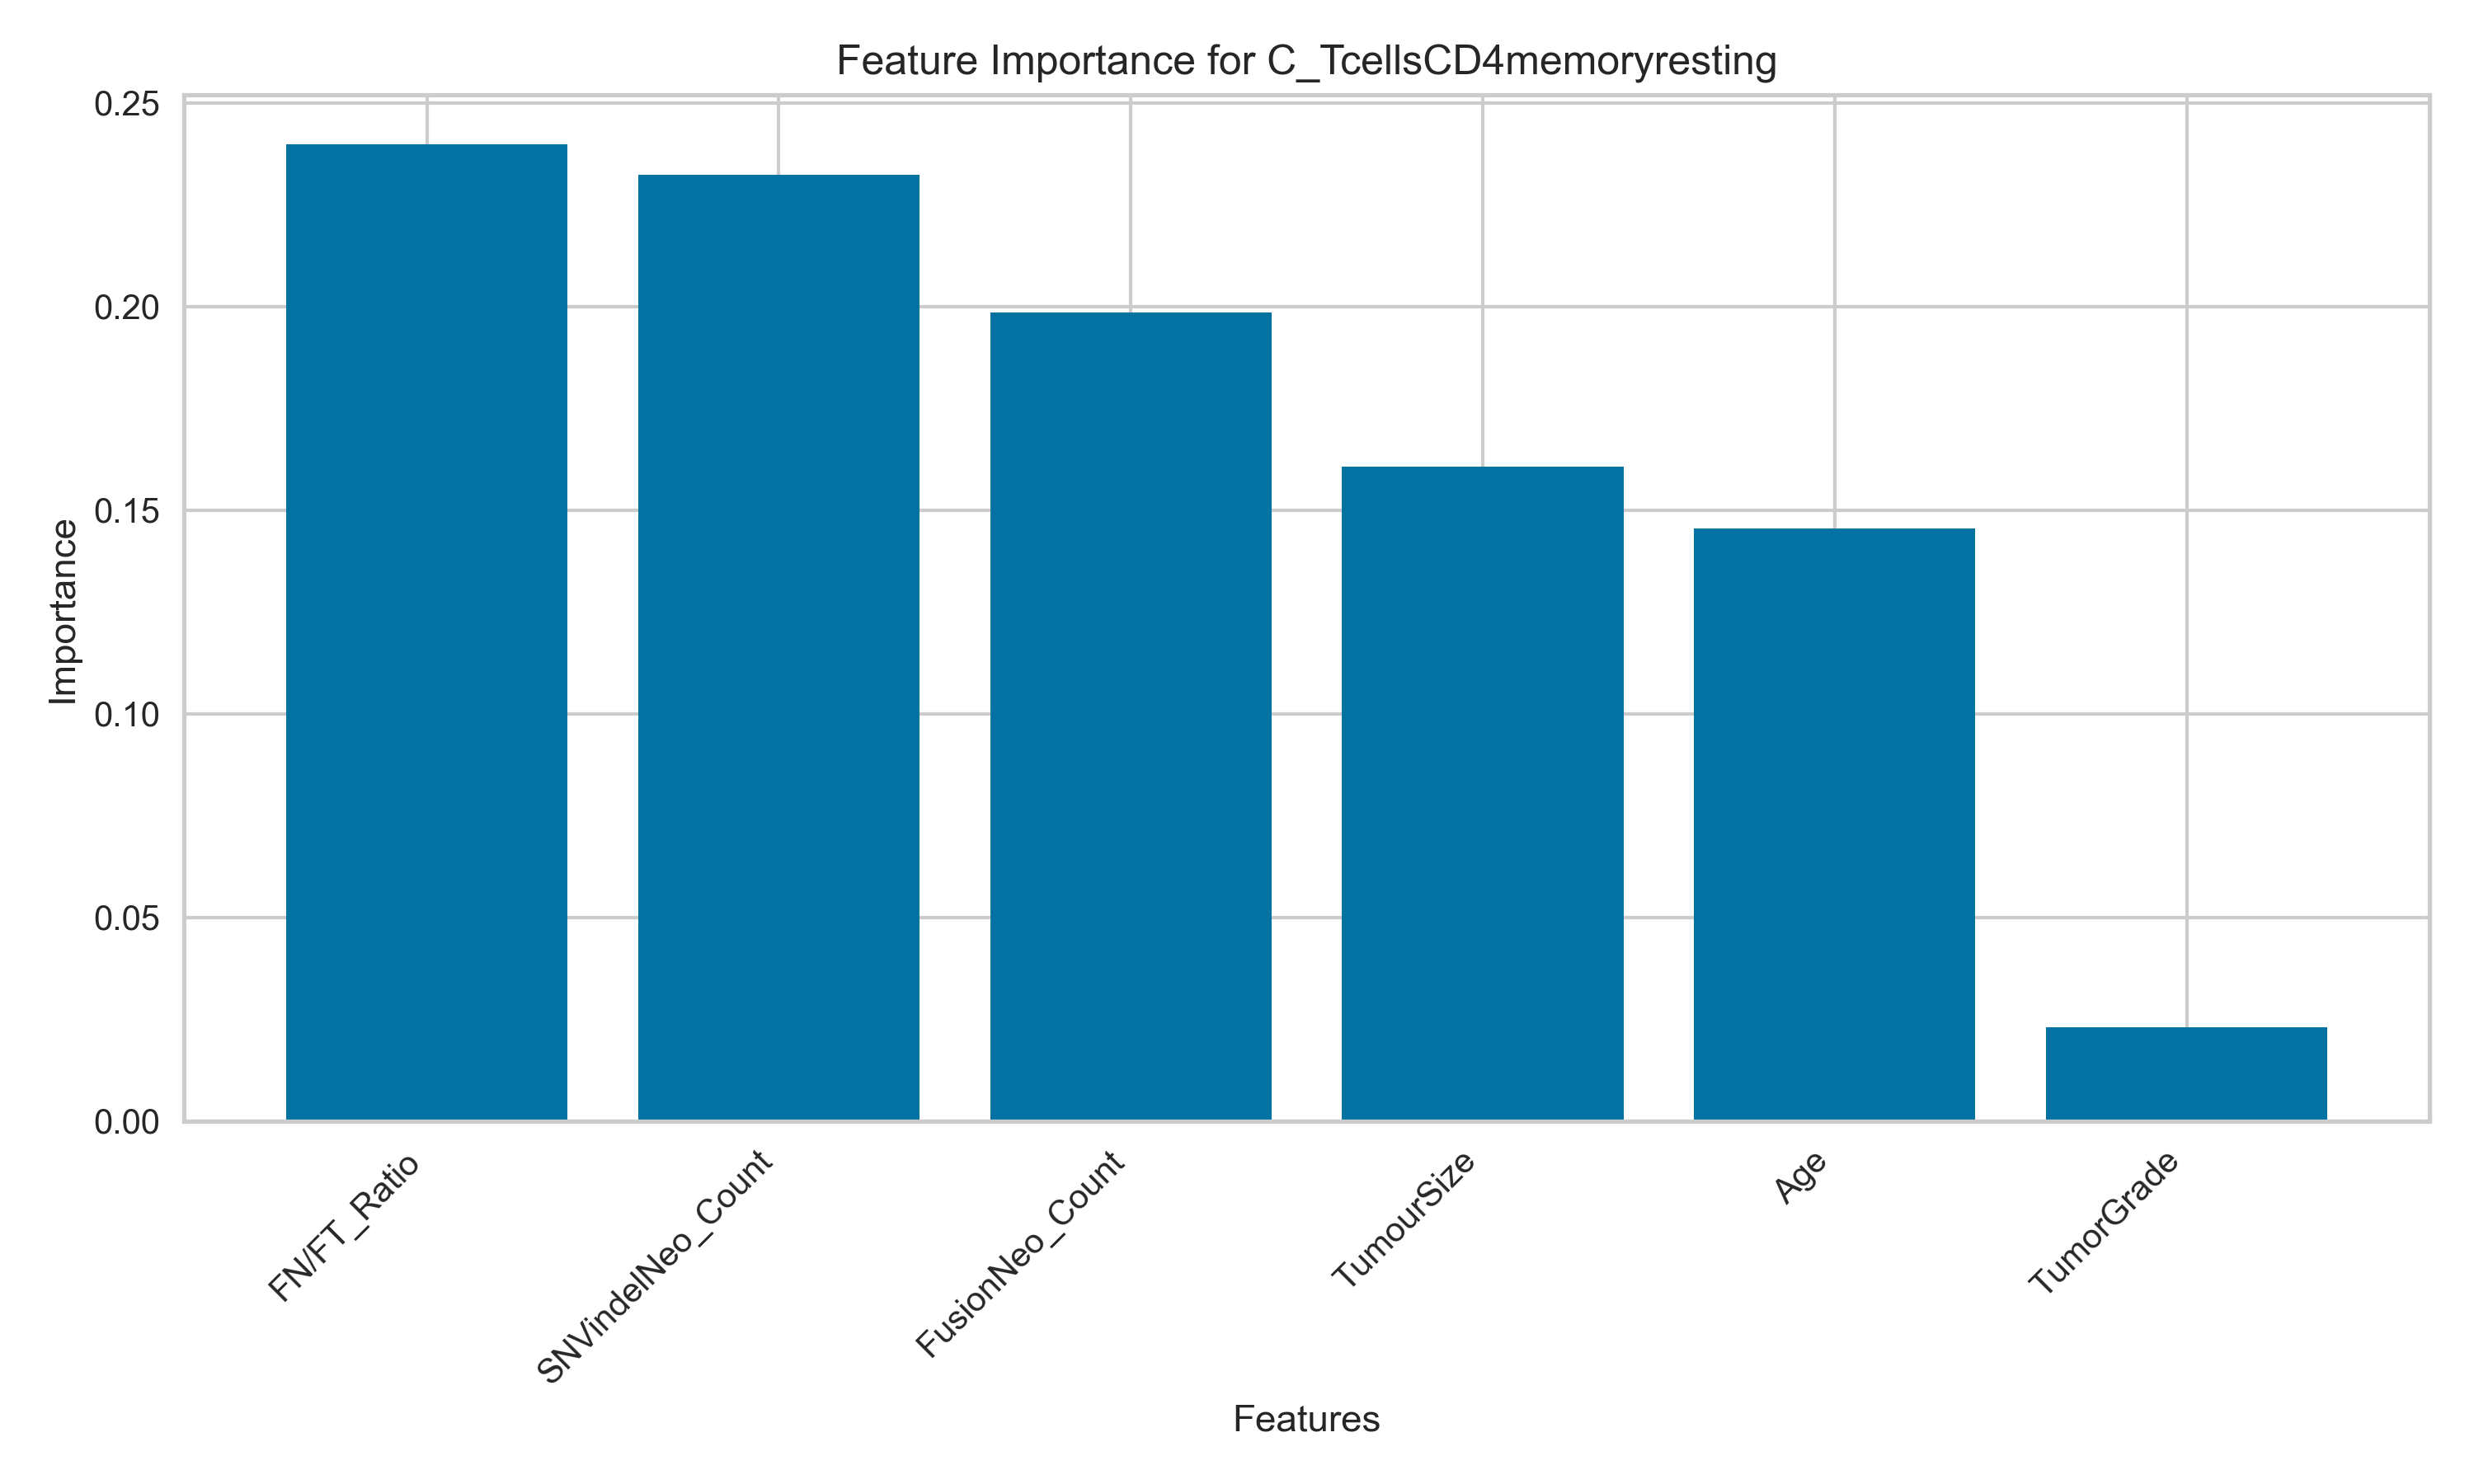 Feature Importance for C_TcellsCD4memoryresting
0.25
0.20
0.15
0.10
0.05
0.00
Importance
FN/FT_Ratio
SNVindelNeo_Count
FusionNeo_Count
TumourSize
Age
TumorGrade
Features